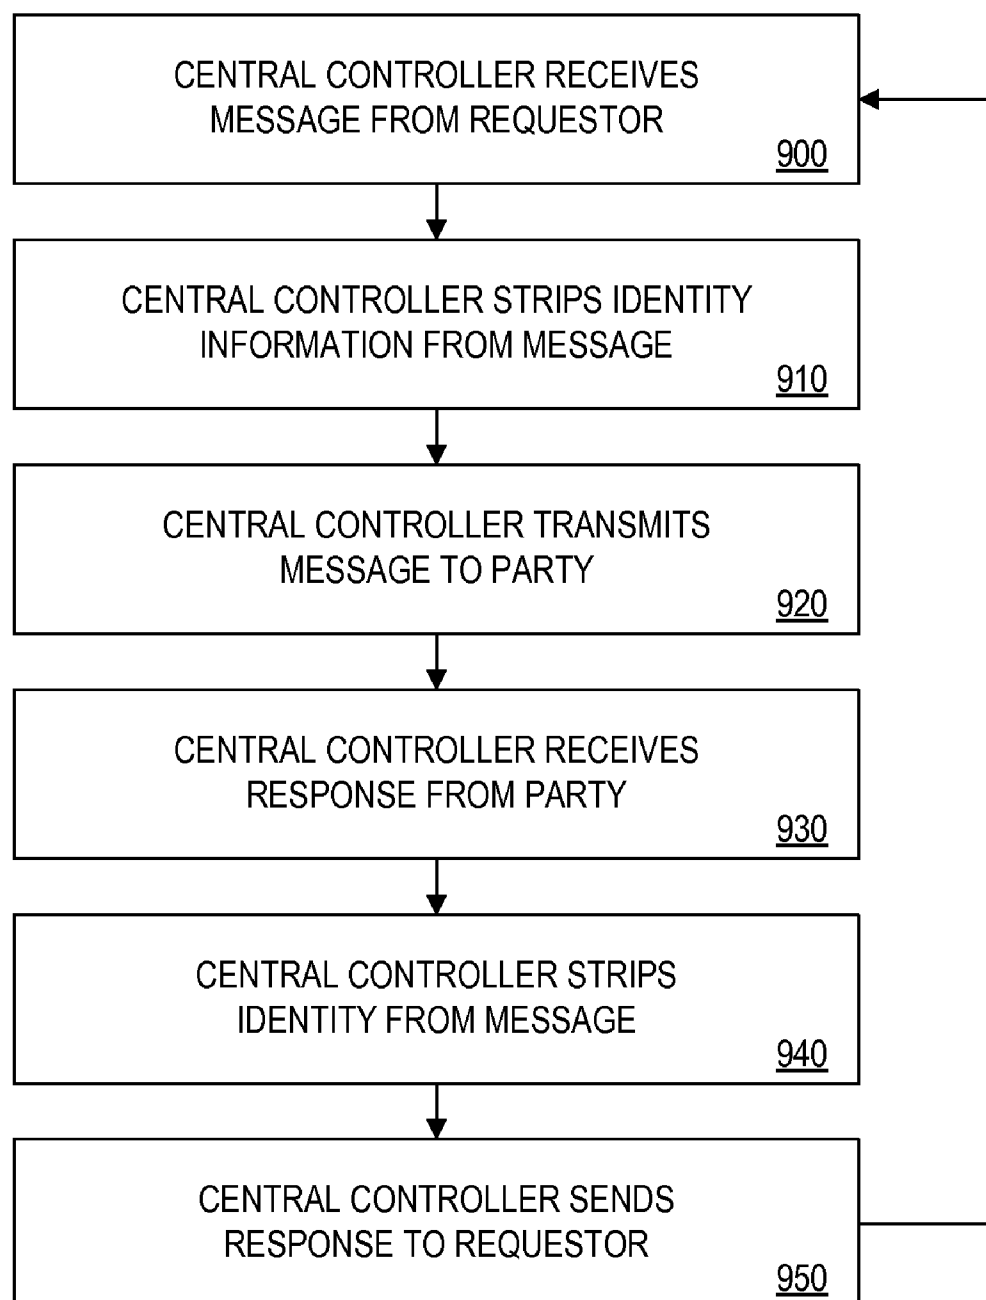 CENTRAL CONTROLLER RECEIVES
MESSAGE FROM REQUESTOR
900
CENTRAL CONTROLLER STRIPS IDENTITY
INFORMATION FROM MESSAGE
910
CENTRAL CONTROLLER TRANSMITS
MESSAGE TO PARTY
920
CENTRAL CONTROLLER RECEIVES
RESPONSE FROM PARTY
930
CENTRAL CONTROLLER STRIPS
IDENTITY FROM MESSAGE
940
CENTRAL CONTROLLER SENDS
RESPONSE TO REQUESTOR
950